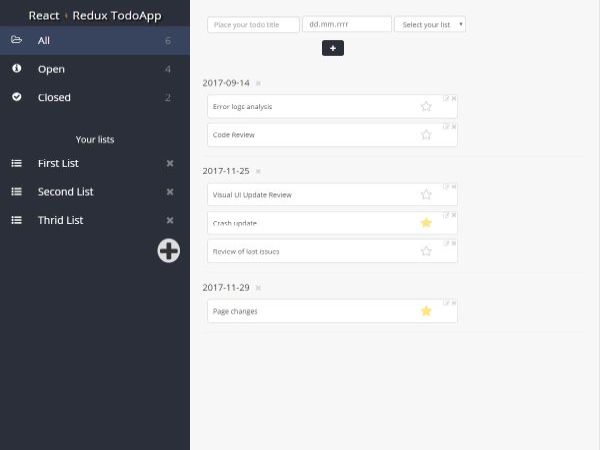 React Redux TodoApp
All 6
Open 4
Closed 2
Your lists
First List
Second List
Thrid List
Place your todo title dd.mm.rrrr Select your list
2017-09-14
Error logs analysis
Code Review
2017-11-25
Visual UI Update Review
Crash update
Review of last issues
2017-11-29
Page changes